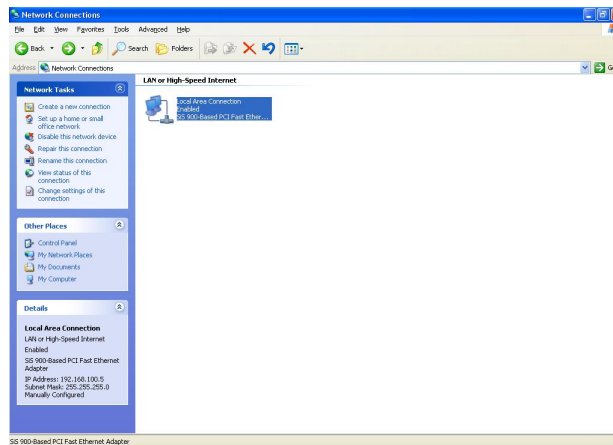 Network Connections
File Edit View Favorites Tools Advanced Help
Back Search Folders
Address Network Connections
LAN or High-Speed Internet
Local Area Connection
Enabled
SiS 900-Based PCI Fast Ether...
Network Tasks
Create a new connection
Set up a home or small
office network
Disable this network device
Repair this connection
Rename this connection
View status of this
connection
Change settings of this
connection
Other Places
Control Panel
My Network Places
My Documents
My Computer
Details
Local Area Connection
LAN or High-Speed Internet
Enabled
SiS 900-Based PCI Fast Ethernet
Adapter
IP Address: 192.168.100.5
Subnet Mask: 255.255.255.0
Manually Configured
SiS 900-Based PCI Fast Ethernet Adapter